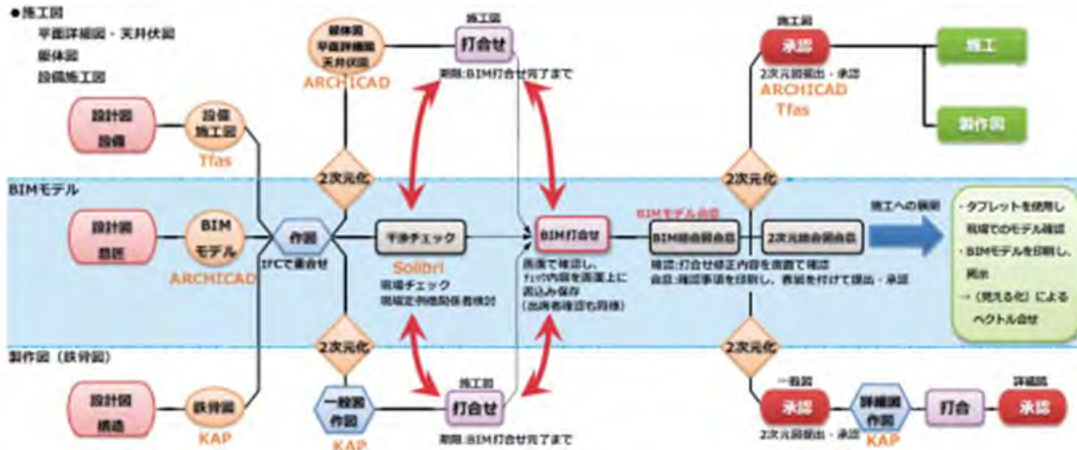 ●施工図
平面詳細図・天井伏図
躯体図
設備施工図
設計図
設備
設備
施工図
Tfas
躯体図
平面詳細図
天井伏図
ARCHICAD
2次元化
施工図
打合せ
期限:BIM打合せ完了まで
施工図
承認
2次元図提出・承認
ARCHICAD
Tfas
2次元化
施工
製作図
BIMモデル
設計図
意匠
BIM
モデル
ARCHICAD
作図
IFCで重合せ
干渉チェック
Solibri
現場チェック
現場定例他関係者検討
BIM打合せ
画面で確認し、
チェック内容を画面上に
書込み保存
(出席者確認も同様)
BIMモデル合意
BIM総合図合意
2次元総合図合意
確認:打合せ修正内容を画面で確認
合意:確認事項を印刷し、表紙を付けて提出・承認
施工への展開
・タブレットを使用し
現場でのモデル確認
・BIMモデルを印刷し、
掲示
→（見える化）による
ベクトル合せ
製作図（鉄骨図）
設計図
構造
鉄骨図
KAP
2次元化
一般図
作図
KAP
施工図
打合せ
期限:BIM打合せ完了まで
2次元化
一般図
承認
2次元図提出・承認
詳細図
作図
KAP
打合
詳細図
承認